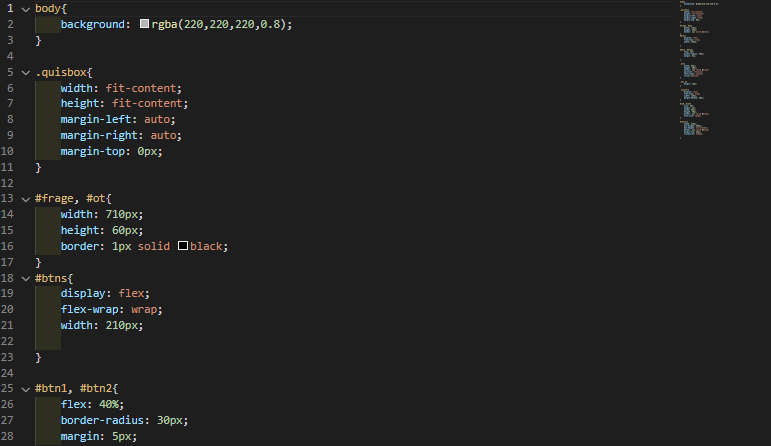 1 body{
2 background: rgba(220,220,220,0.8);
3 }
4
5 .quisbox{
6 width: fit-content;
7 height: fit-content;
8 margin-left: auto;
9 margin-right: auto;
10 margin-top: 0px;
11 }
12
13 #frage, #ot{
14 width: 710px;
15 height: 60px;
16 border: 1px solid black;
17 }
18 #btns{
19 display: flex;
20 flex-wrap: wrap;
21 width: 210px;
22
23 }
24
25 #btn1, #btn2{
26 flex: 40%;
27 border-radius: 30px;
28 margin: 5px;